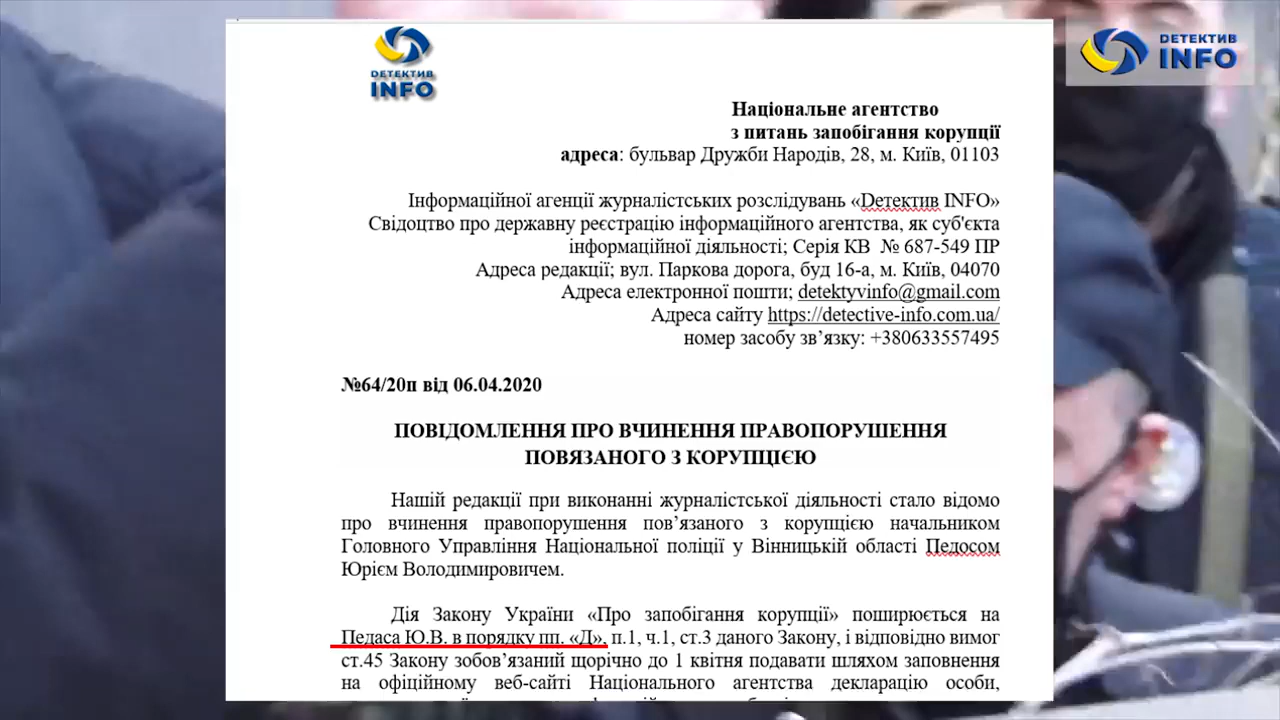 DЕТЕКТИВ
INFO
DЕТЕКТИВ
INFO
Національне агентство
з питань запобігання корупції
адреса: бульвар Дружби Народів, 28, м. Київ, 01103
Інформаційної агенції журналістських розслідувань «Dетектив INFO»
Свідоцтво про державну реєстрацію інформаційного агентства, як суб'єкта
інформаційної діяльності; Серія КВ № 687-549 ПР
Адреса редакції; вул. Паркова дорога, буд 16-а, м. Київ, 04070
Адреса електронної пошти; detektyvinfo@gmail.com
Адреса сайту https://detective-info.com.ua/
номер засобу зв’язку: +380633557495
№64/20п від 06.04.2020
ПОВІДОМЛЕННЯ ПРО ВЧИНЕННЯ ПРАВОПОРУШЕННЯ
ПОВЯЗАНОГО З КОРУПЦІЄЮ
Нашій редакції при виконанні журналістської діяльності стало відомо
про вчинення правопорушення пов’язаного з корупцією начальником
Головного Управління Національної поліції у Вінницькій області Педосом
Юрієм Володимировичем.
Дія Закону України «Про запобігання корупції» поширюється на
Педаса Ю.В. в порядку пп. «Д», п.1, ч.1, ст.3 даного Закону, і відповідно вимог
ст.45 Закону зобов’язаний щорічно до 1 квітня подавати шляхом заповнення
на офіційному веб-сайті Національного агентства декларацію особи,